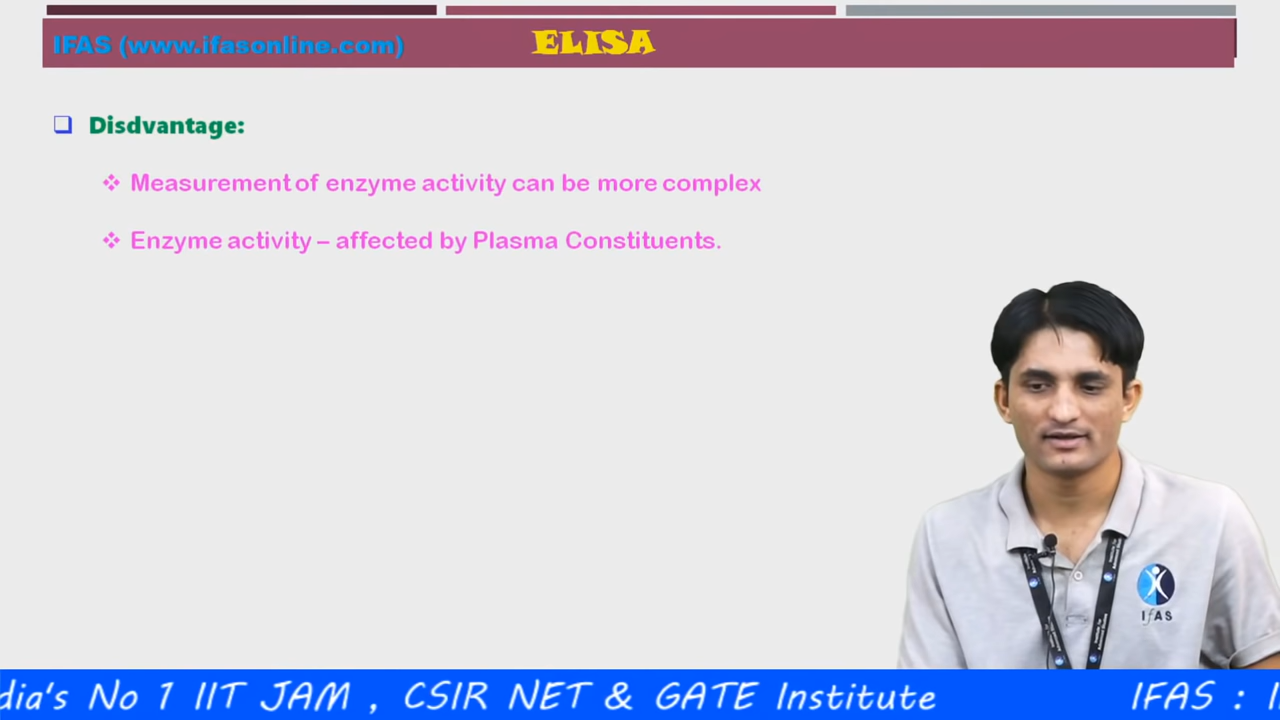 IFAS (www.ifasonline.com)
ELISA
Disdvantage:
Measurement of enzyme activity can be more complex
Enzyme activity – affected by Plasma Constituents.
IfAS
dia's No 1 IIT JAM , CSIR NET & GATE Institute
IFAS :